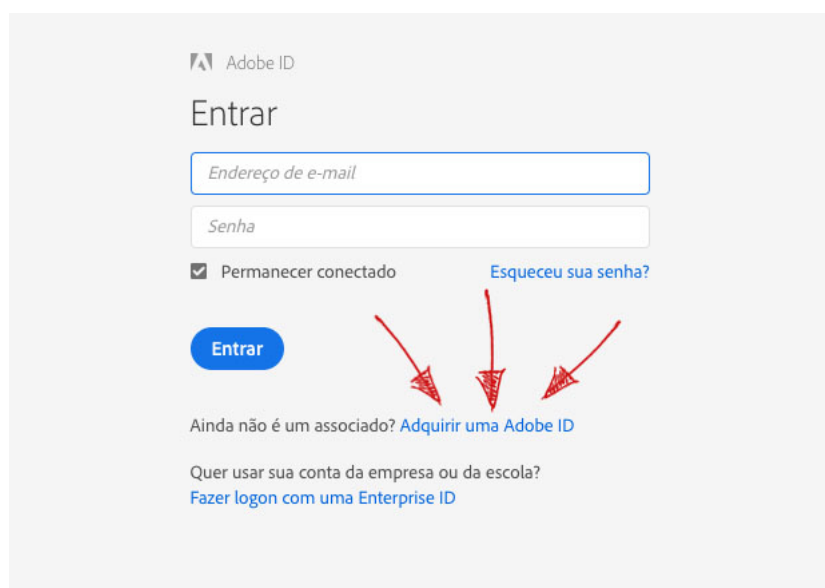 Adobe ID
Entrar
Endereço de e-mail
Senha
Permanecer conectado Esqueceu sua senha?
Entrar
Ainda não é um associado? Adquirir uma Adobe ID
Quer usar sua conta da empresa ou da escola?
Fazer logon com uma Enterprise ID